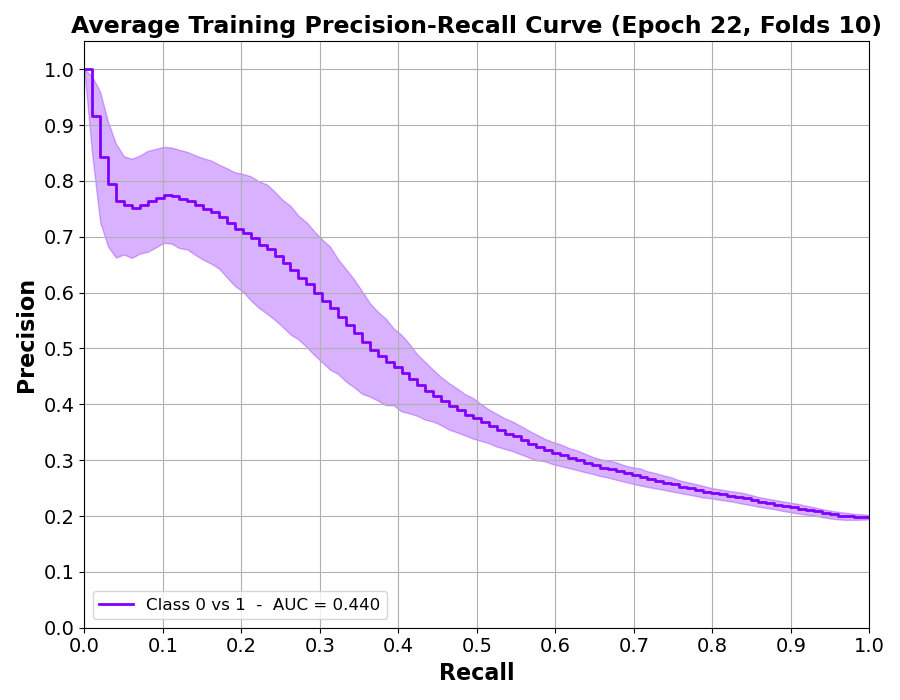 Average Training Precision-Recall Curve (Epoch 22, Folds 10)
1.0
0.9
0.8
0.7
0.6
0.5
0.4
0.3
0.2
0.1
0.0
Precision
Class 0 vs 1 - AUC = 0.440
0.0 0.1 0.2 0.3 0.4 0.5 0.6 0.7 0.8 0.9 1.0
Recall